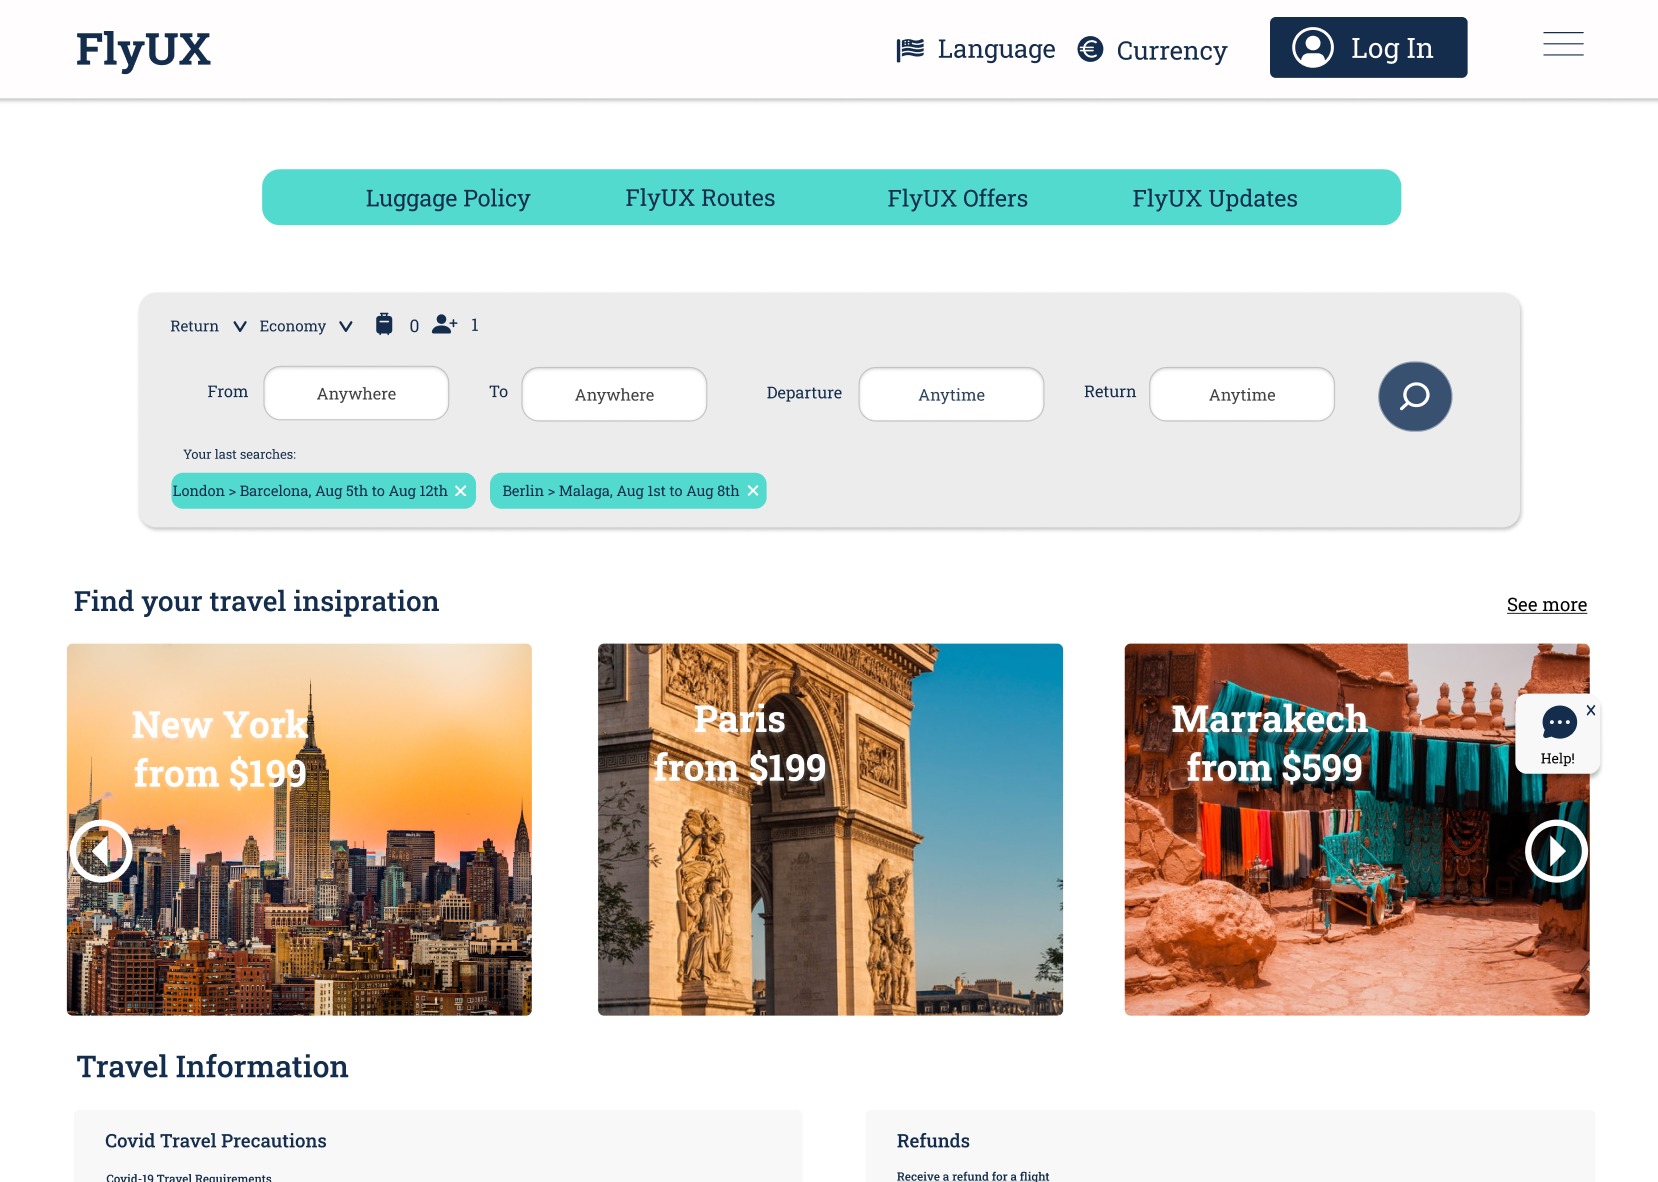 FlyUX
Language
Currency
Log In
Luggage Policy
FlyUX Routes
FlyUX Offers
FlyUX Updates
Return
Economy
0
1
From
Anywhere
To
Anywhere
Departure
Anytime
Return
Anytime
Your last searches:
London > Barcelona, Aug 5th to Aug 12th
Berlin > Malaga, Aug 1st to Aug 8th
Find your travel insipration
See more
New York
from $199
Paris
from $199
Marrakech
from $599
X
Help!
Travel Information
Covid Travel Precautions
Covid-19 Travel Requirements
Refunds
Receive a refund for a flight